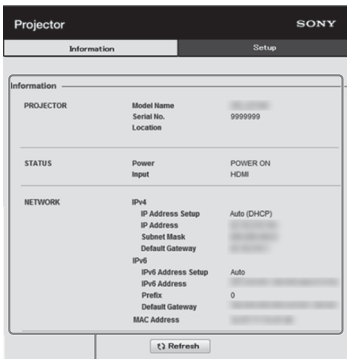 Projector SONY
Information Setup
Information
PROJECTOR Model Name
Serial No. 9999999
Location
STATUS Power POWER ON
Input HDMI
NETWORK IPv4
IP Address Setup Auto (DHCP)
IP Address
Subnet Mask
Default Gateway
IPv6
IPv6 Address Setup Auto
IPv6 Address
Prefix 0
Default Gateway
MAC Address
Refresh